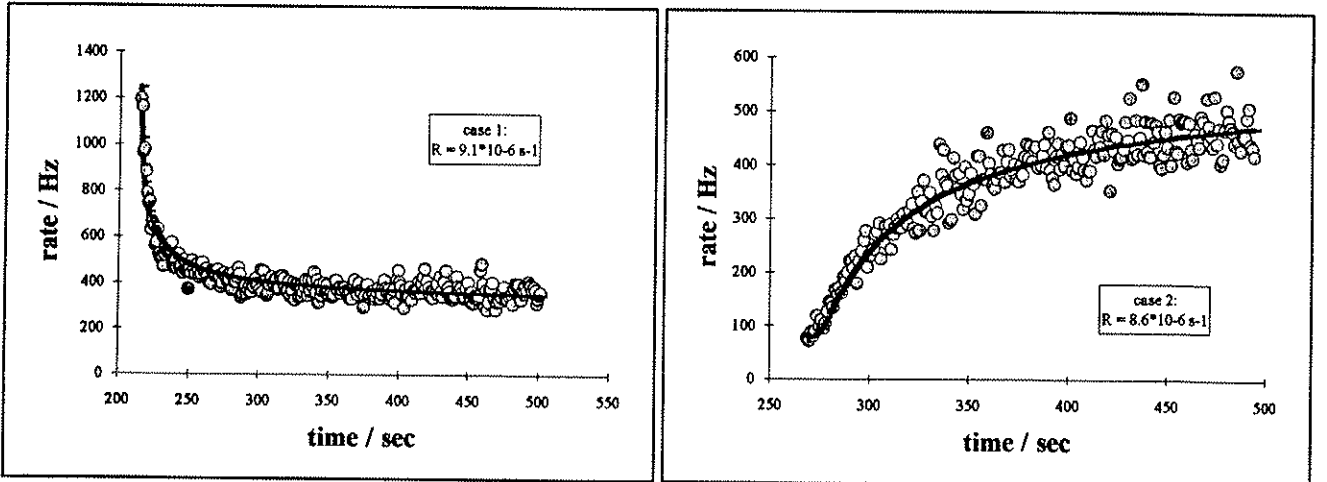 1400
1200
1000
800
600
400
200
0
rate / Hz
case 1:
R = 9.1*10-6 s-1
200 250 300 350 400 450 500 550
time / sec
600
500
400
300
200
100
0
rate / Hz
case 2:
R = 8.6*10-6 s-1
250 300 350 400 450 500
time / sec